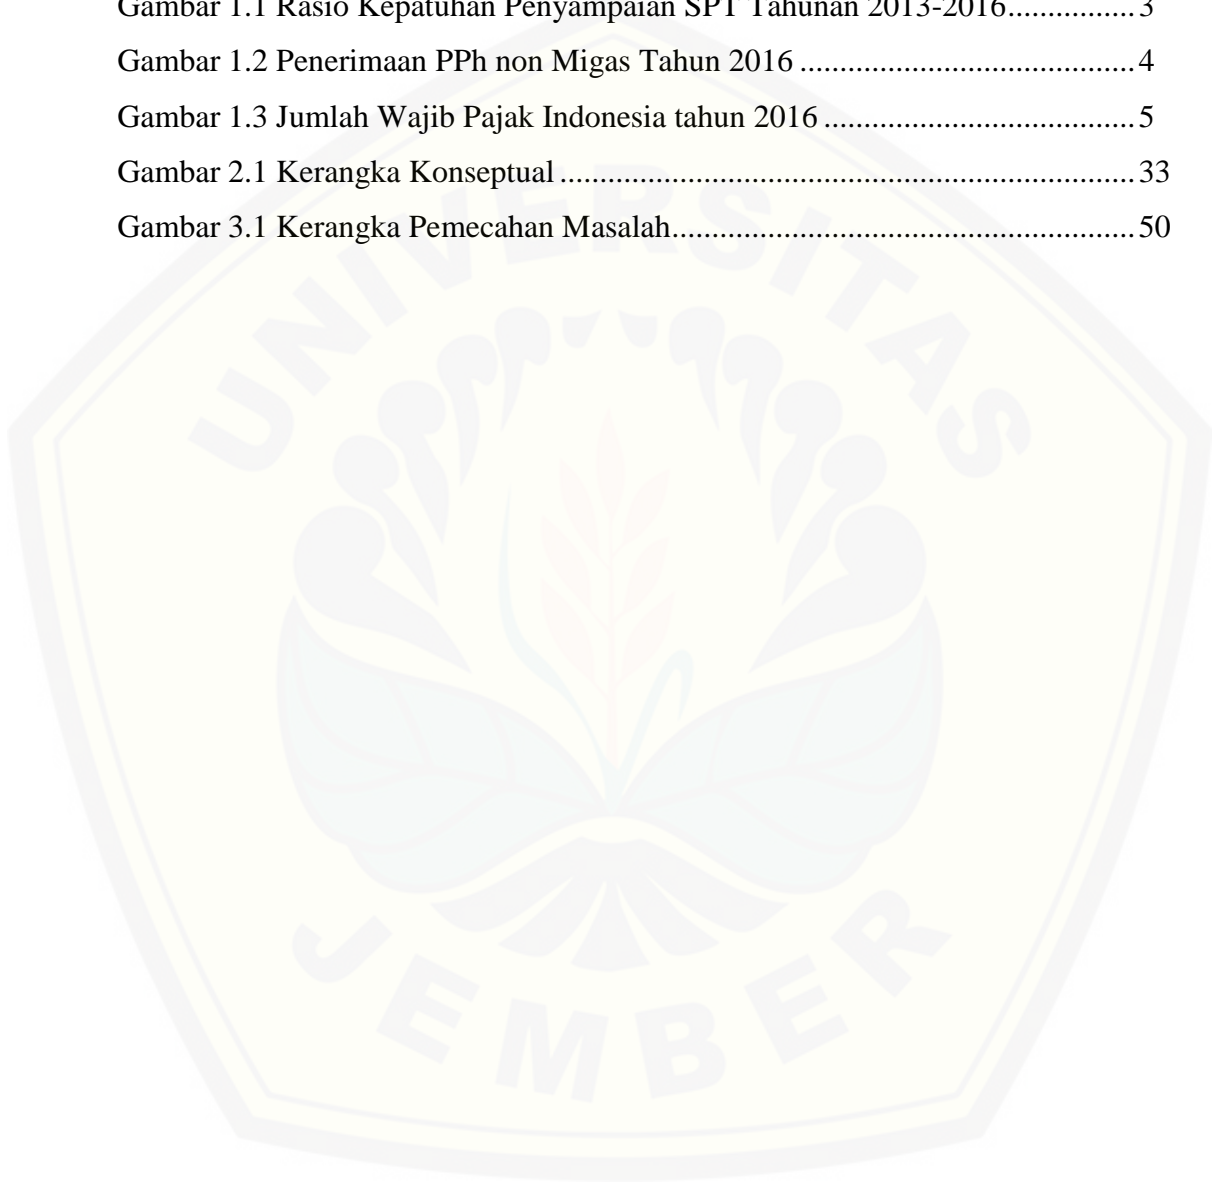 Gambar 1.1 Rasio Kepatuhan Penyampaian SPT Tahunan 2013-2016...............3
Gambar 1.2 Penerimaan PPh non Migas Tahun 2016 ....................................4
Gambar 1.3 Jumlah Wajib Pajak Indonesia tahun 2016 .................................5
Gambar 2.1 Kerangka Konseptual .............................................................33
Gambar 3.1 Kerangka Pemecahan Masalah.................................................50
UNIVERSITAS
JEMBER